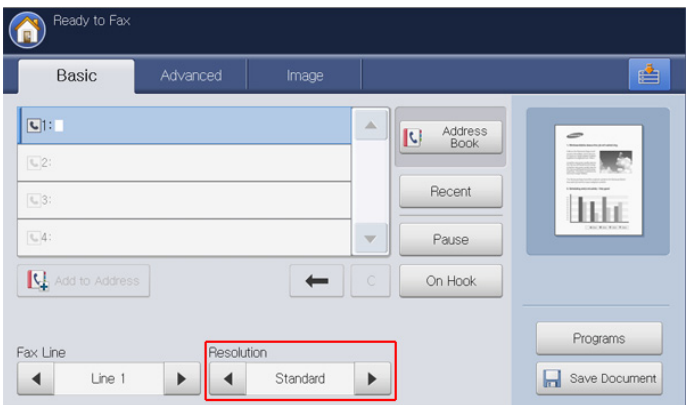 Ready to Fax
Basic
Advanced
Image
1:
2:
3:
4:
Address
Book
Recent
Pause
On Hook
Add to Address
C
Fax Line
Line 1
Resolution
Standard
Programs
Save Document